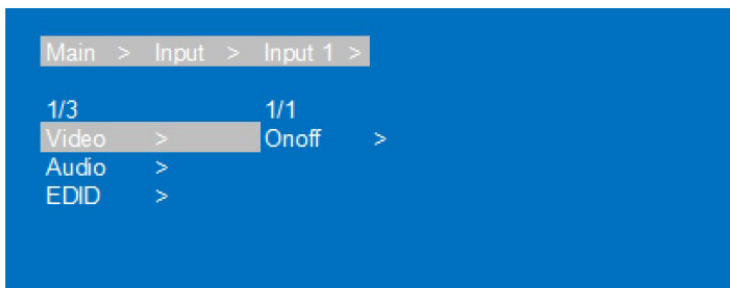 Main > Input > Input 1 >
1/3 1/1
Video > Onoff >
Audio >
EDID >